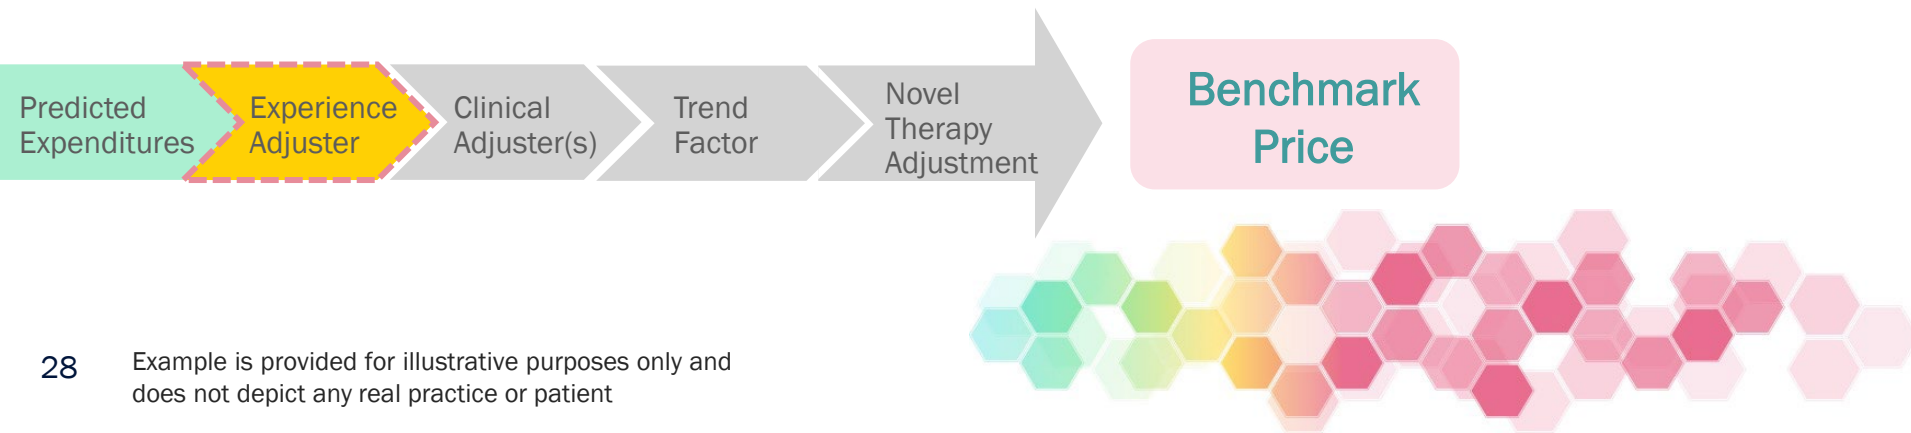 Predicted
Expenditures
Experience
Adjuster
Clinical
Adjuster(s)
Trend
Factor
Novel
Therapy
Adjustment
Benchmark
Price
28
Example is provided for illustrative purposes only and
does not depict any real practice or patient